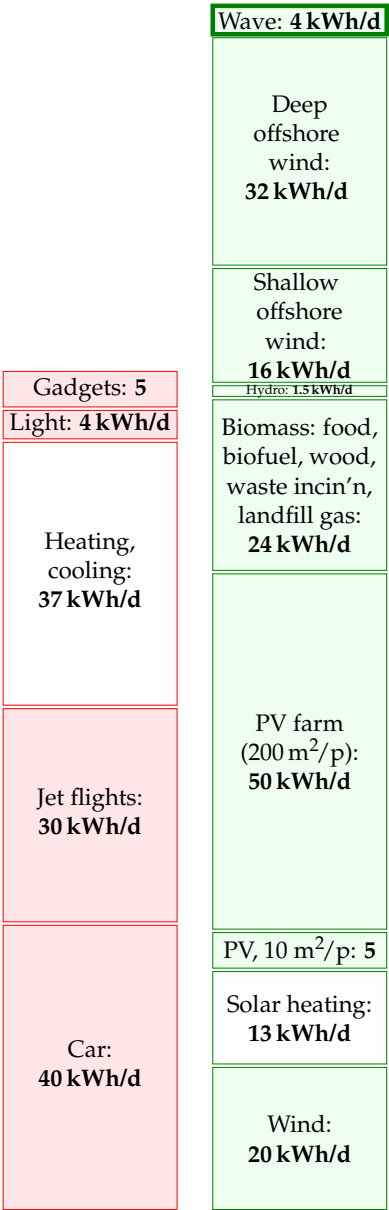 Gadgets: 5
Light: 4 kWh/d
Heating,
cooling:
37 kWh/d
Jet flights:
30 kWh/d
Car:
40 kWh/d
Wave: 4 kWh/d
Deep
offshore
wind:
32 kWh/d
Shallow
offshore
wind:
16 kWh/d
Hydro: 1.5 kWh/d
Biomass: food,
biofuel, wood,
waste incin'n,
landfill gas:
24 kWh/d
PV farm
(200 m²/p):
50 kWh/d
PV, 10 m²/p: 5
Solar heating:
13 kWh/d
Wind:
20 kWh/d